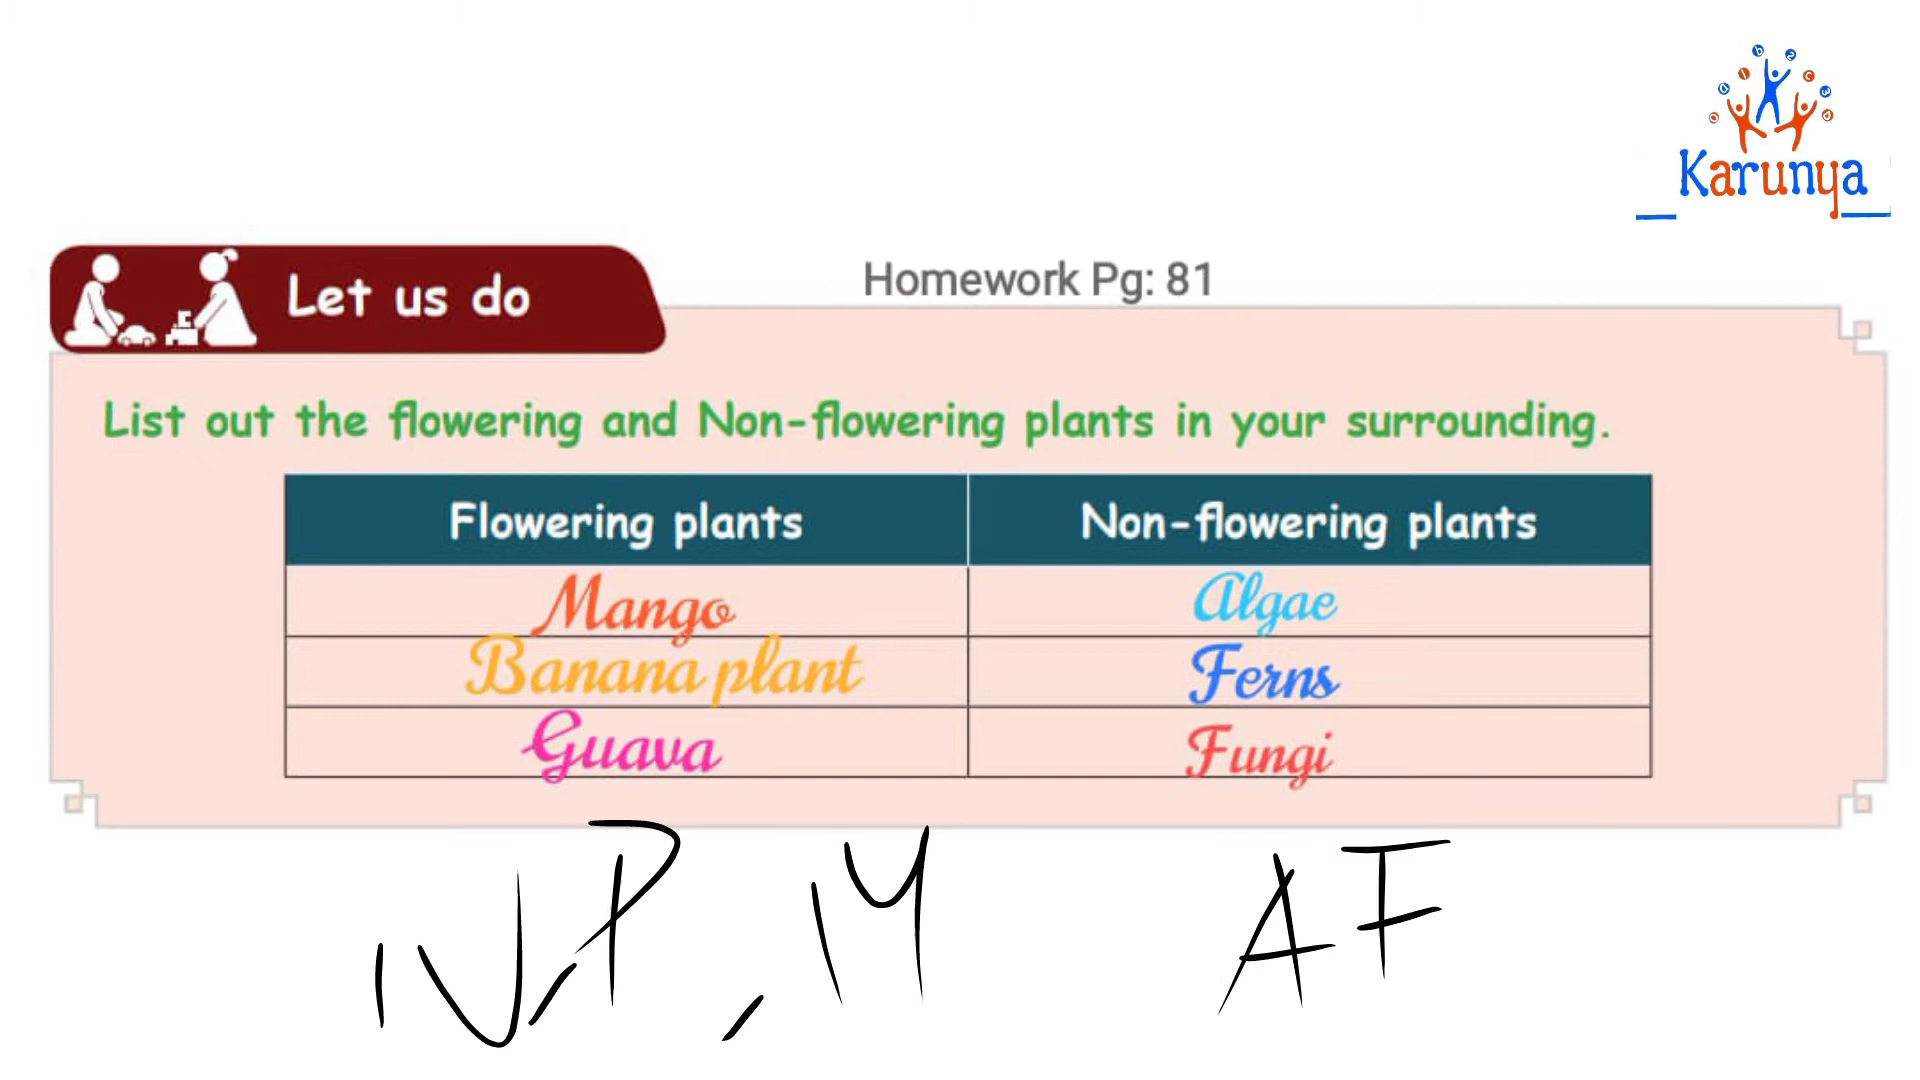 Karunya
Let us do
Homework Pg: 81
List out the flowering and Non-flowering plants in your surrounding.
Flowering plants Non-flowering plants
Mango Algae
Banana plant Ferns
Guava Fungi
N,P, M AF